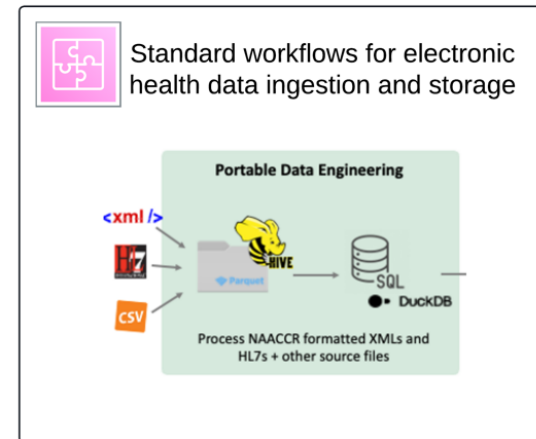 Standard workflows for electronic
health data ingestion and storage
Portable Data Engineering
<xml/>
HL7
CSV
HIVE
Parquet
SQL
DuckDB
Process NAACCR formatted XMLs and
HL7s + other source files